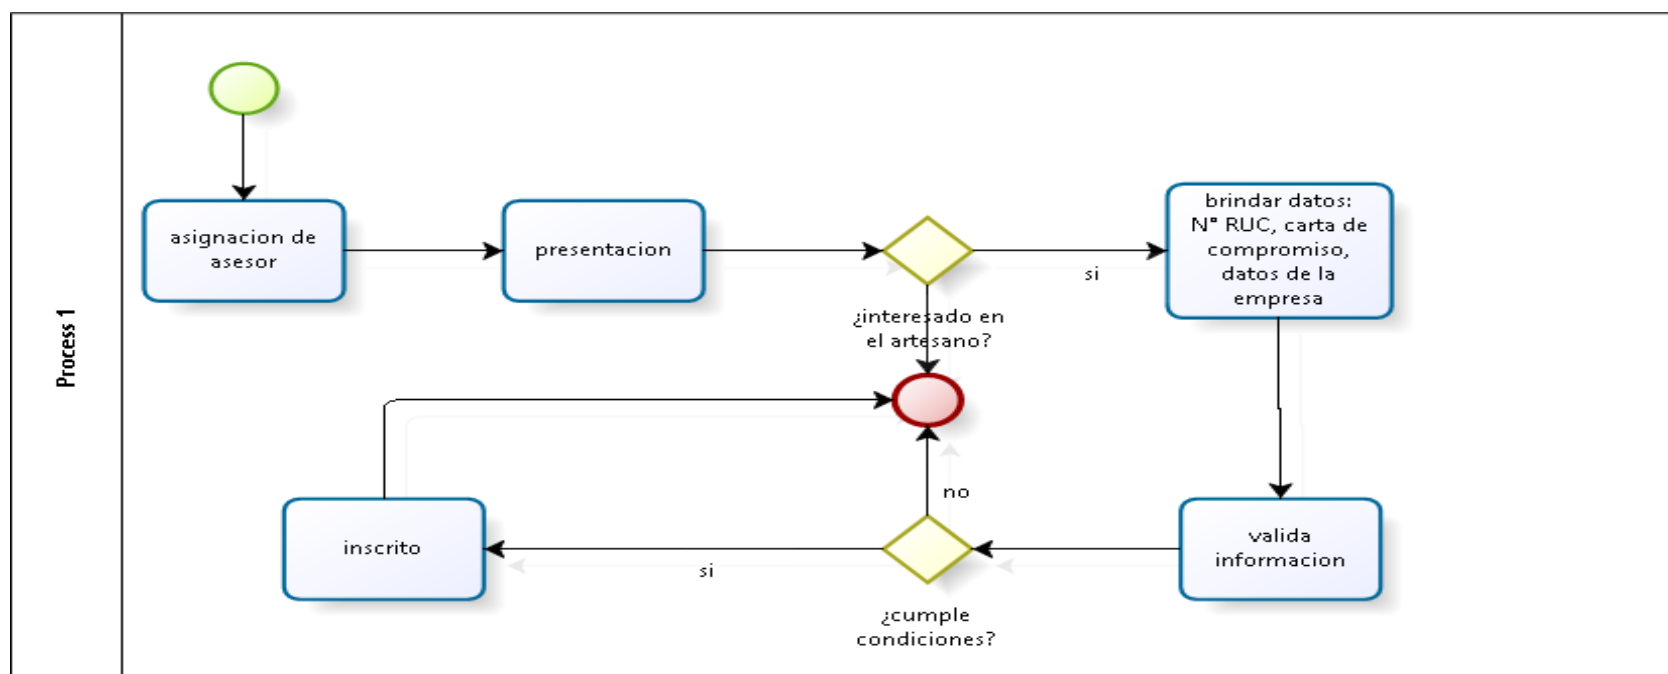 Process 1
asignacion de
asesor
presentacion
¿interesado en
el artesano?
si
brindar datos:
N° RUC, carta de
compromiso,
datos de la
empresa
inscrito
si
no
¿cumple
condiciones?
valida
informacion